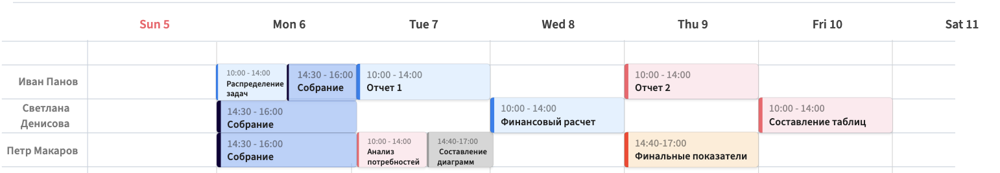 Sun 5
Mon 6
Tue 7
Wed 8
Thu 9
Fri 10
Sat 11
Иван Панов
10:00 - 14:00
Распределение
задач
14:30 - 16:00
Собрание
10:00 - 14:00
Отчет 1
10:00 - 14:00
Отчет 2
Светлана
Денисова
14:30 - 16:00
Собрание
10:00 - 14:00
Финансовый расчет
10:00 - 14:00
Составление таблиц
Петр Макаров
14:30 - 16:00
Собрание
10:00 - 14:00
Анализ
потребностей
14:40-17:00
Составление
диаграмм
14:40-17:00
Финальные показатели